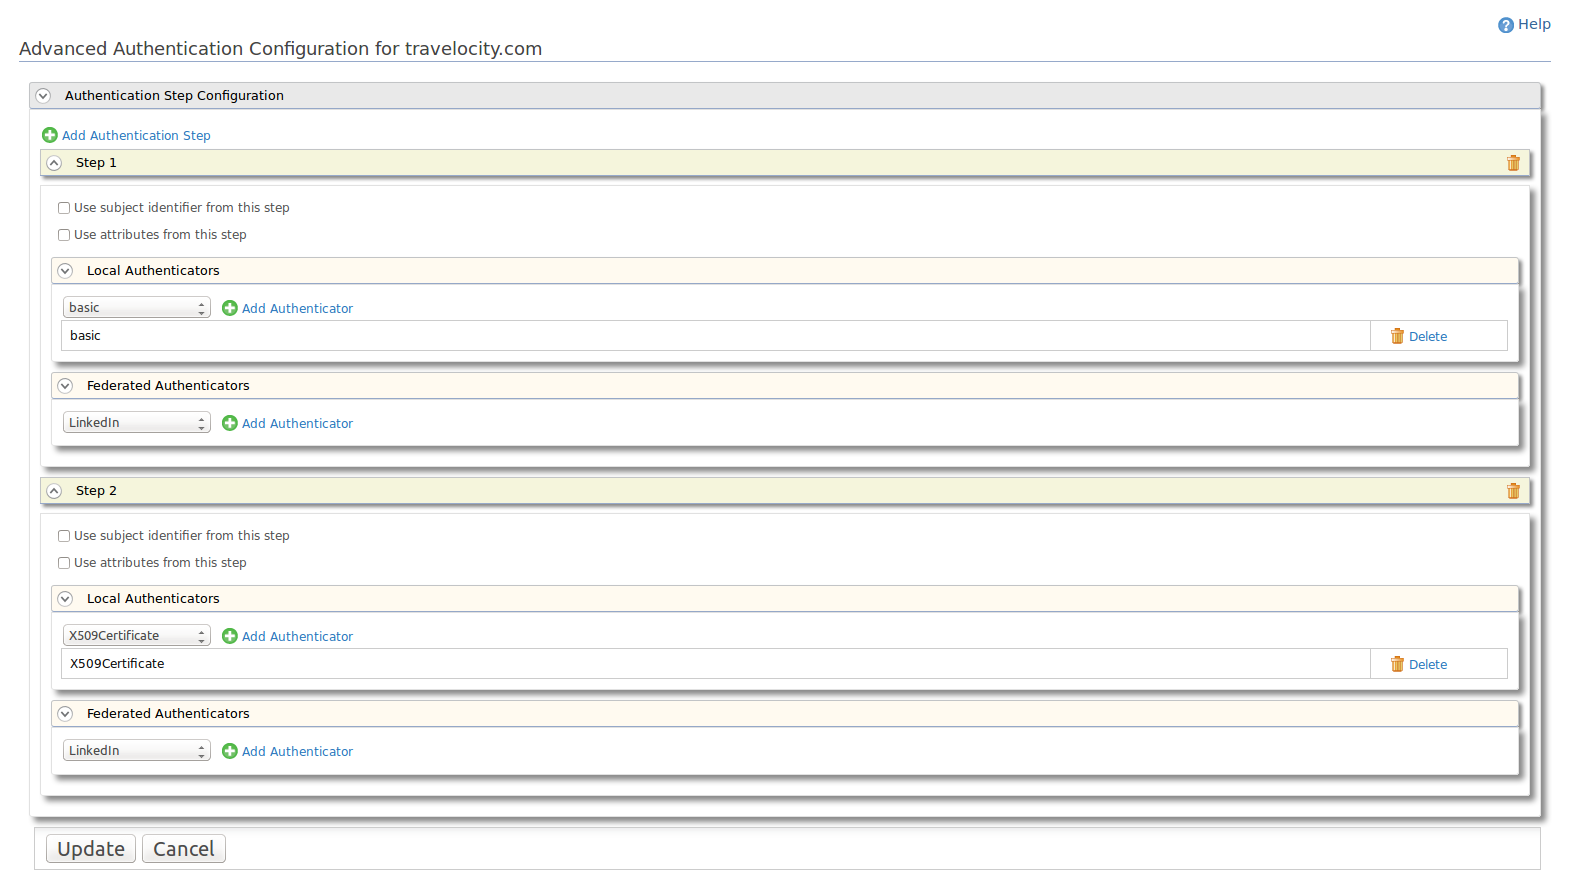 Help
Advanced Authentication Configuration for travelocity.com
Authentication Step Configuration
Add Authentication Step
Step 1
Use subject identifier from this step
Use attributes from this step
Local Authenticators
basic Add Authenticator
basic Delete
Federated Authenticators
LinkedIn Add Authenticator
Step 2
Use subject identifier from this step
Use attributes from this step
Local Authenticators
X509Certificate Add Authenticator
X509Certificate Delete
Federated Authenticators
LinkedIn Add Authenticator
Update Cancel